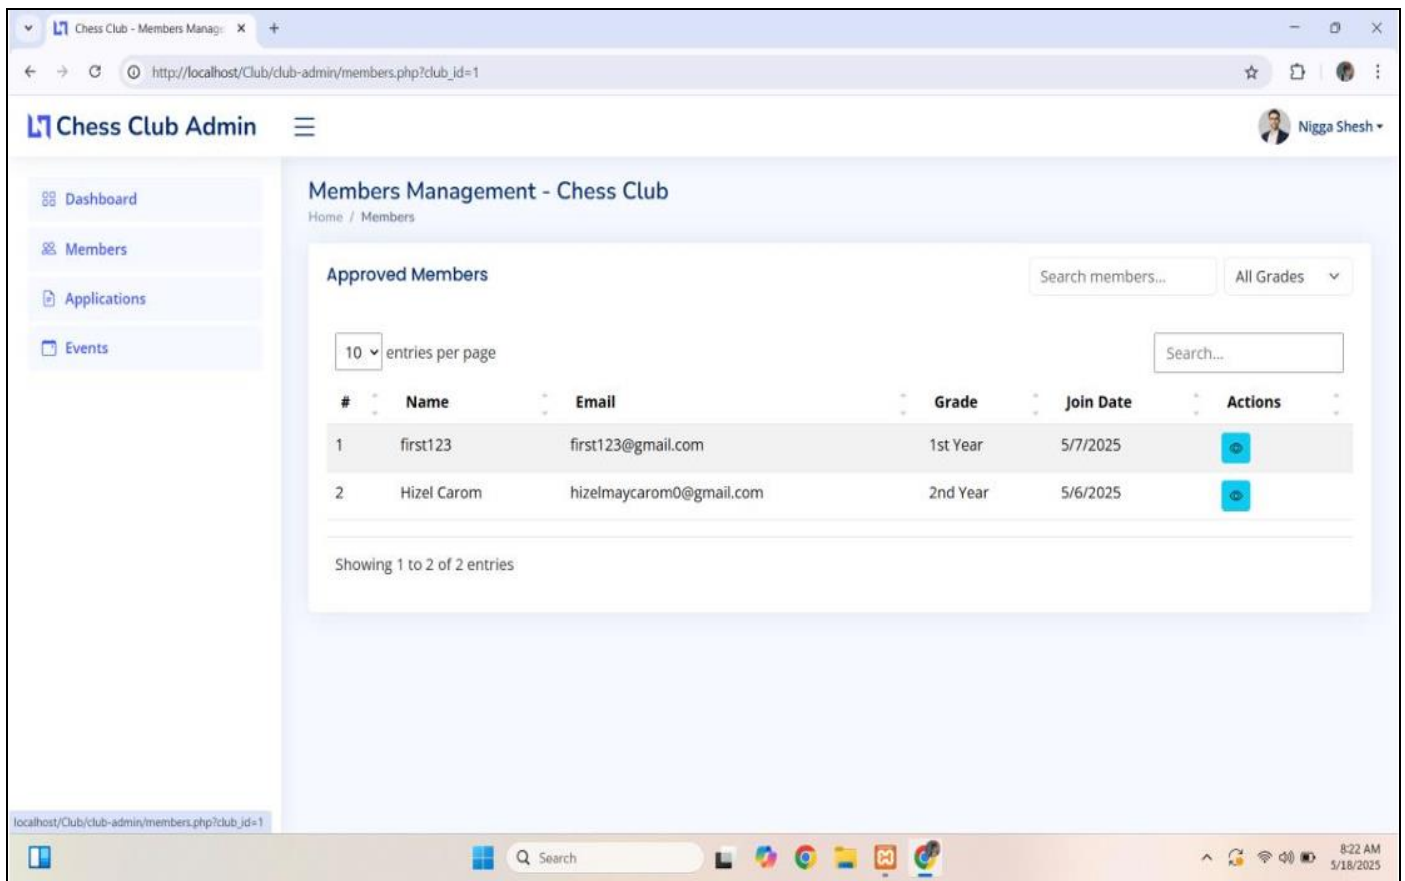 Chess Club - Members Manag
http://localhost/Club/club-admin/members.php?club_id=1
Chess Club Admin
Nigga Shesh
Dashboard
Members
Applications
Events
Members Management - Chess Club
Home / Members
Approved Members
Search members...
All Grades
10 entries per page
Search...
# Name Email Grade Join Date Actions
1 first123 first123@gmail.com 1st Year 5/7/2025
2 Hizel Carom hizelmaycarom0@gmail.com 2nd Year 5/6/2025
Showing 1 to 2 of 2 entries
localhost/Club/club-admin/members.php?club_id=1
Search
8:22 AM
5/18/2025